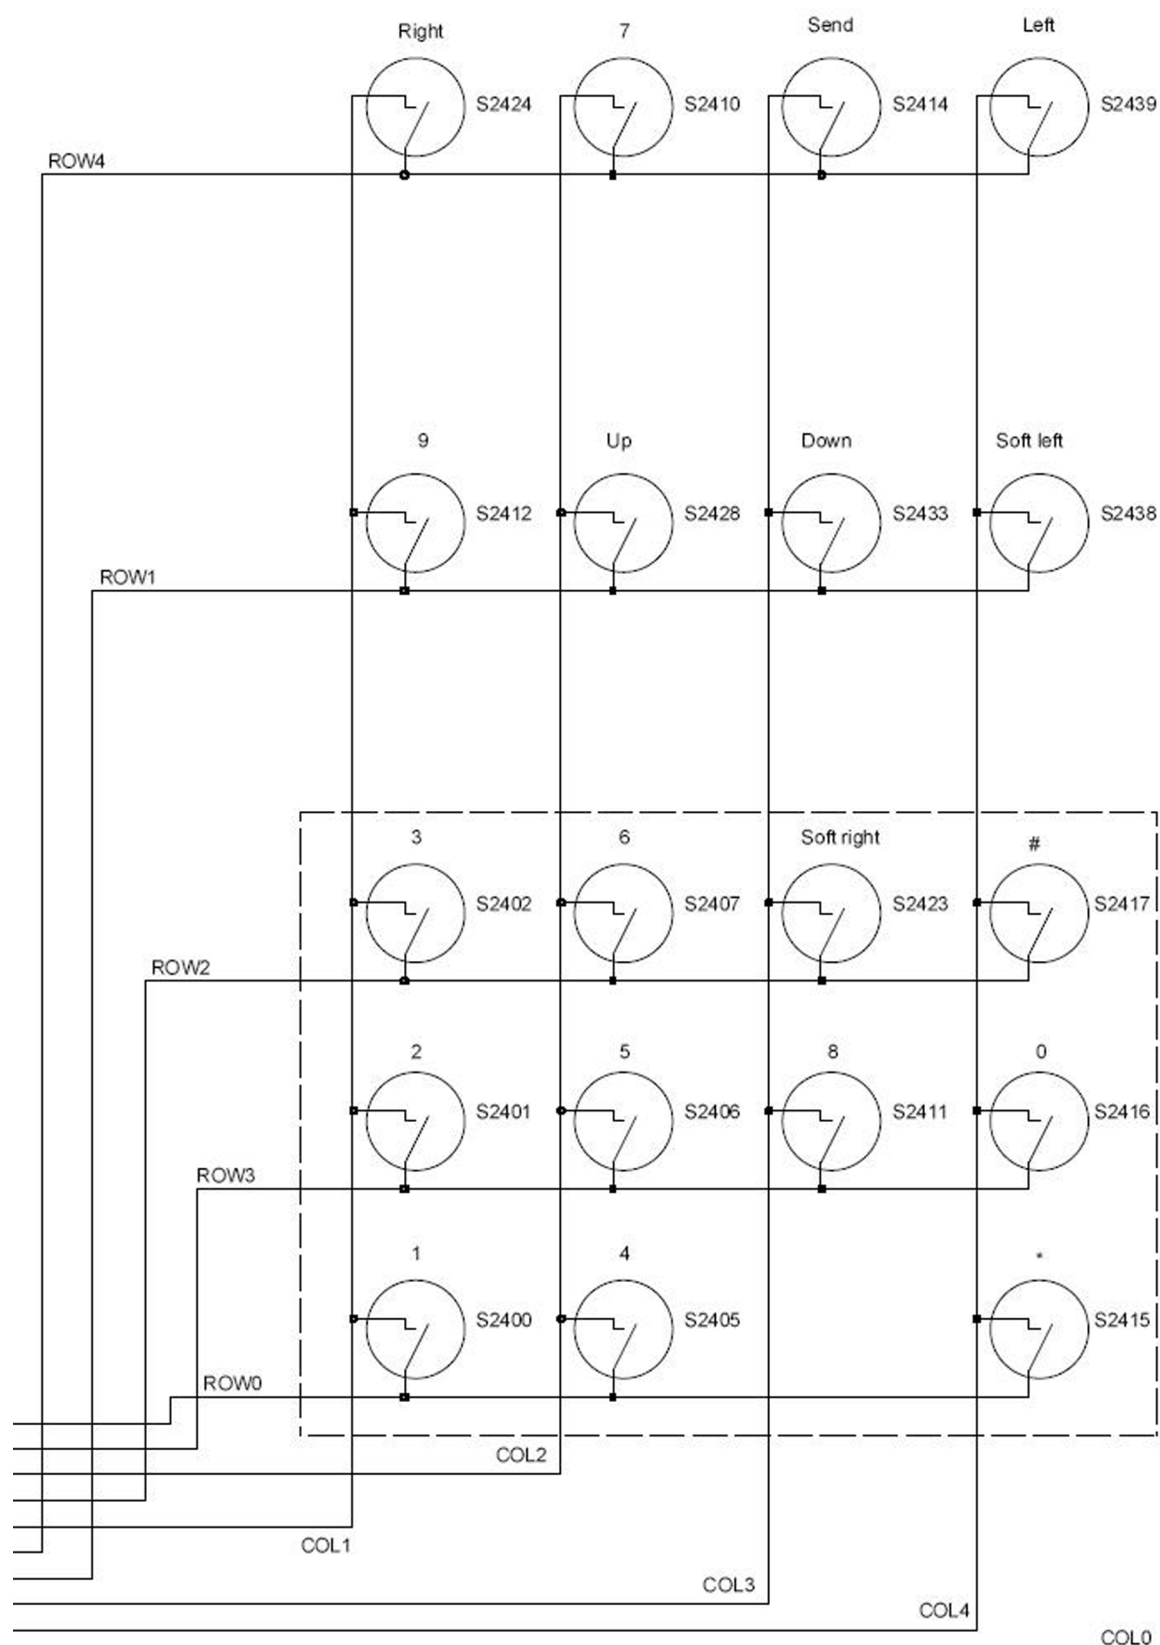 Right 7 Send Left
S2424 S2410 S2414 S2439
ROW4
9 Up Down Soft left
S2412 S2428 S2433 S2438
ROW1
3 6 Soft right #
S2402 S2407 S2423 S2417
ROW2
2 5 8 0
S2401 S2406 S2411 S2416
ROW3
1 4 *
S2400 S2405 S2415
ROW0
COL2
COL1
COL3
COL4
COL0